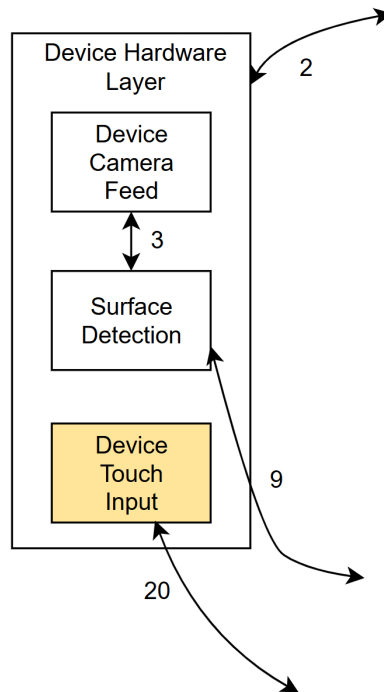 Device Hardware
Layer
2
Device
Camera
Feed
3
Surface
Detection
Device
Touch
Input
9
20